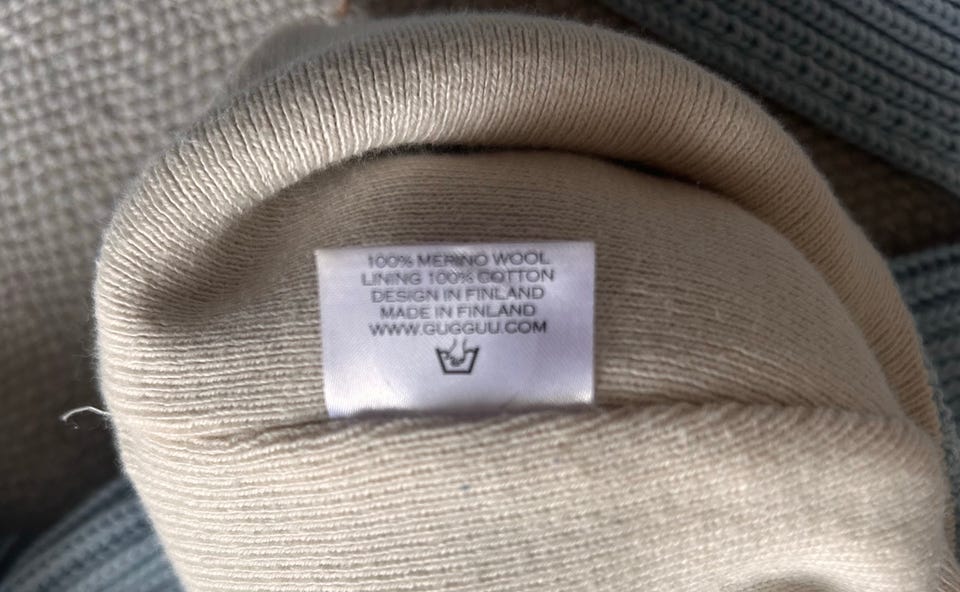 100% MERINO WOOL
LINING 100% COTTON
DESIGN IN FINLAND
MADE IN FINLAND
WWW.GUGGUU.COM